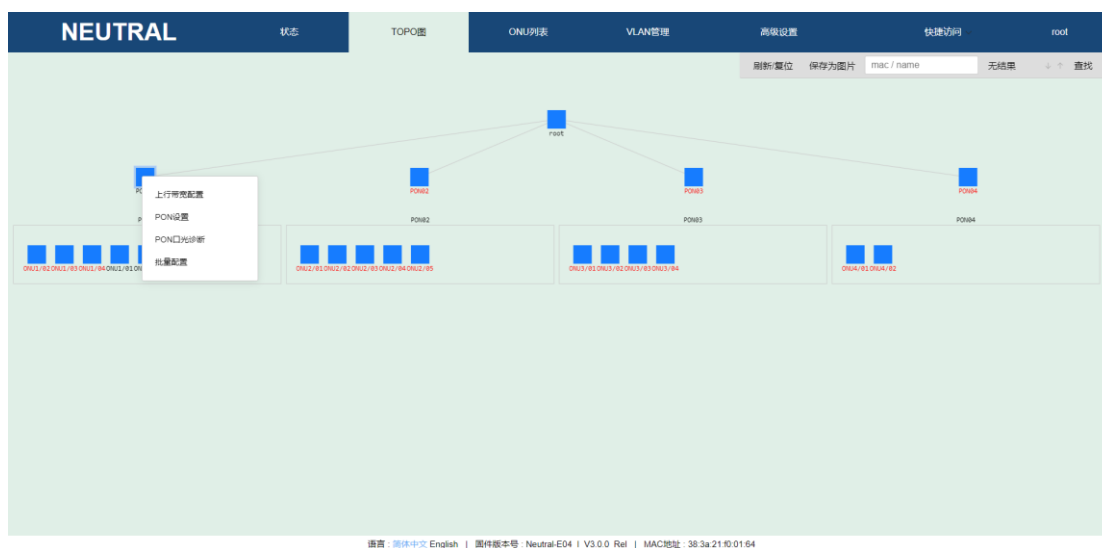 NEUTRAL 状态 TOPO图 ONU列表 VLAN管理 高级设置 快捷访问 root
刷新/复位 保存为图片 mac / name 无结果 ↓ ↑ 查找
root
PON02 PON03 PON04
上行带宽配置
PON设置
PON口光诊断
批量配置
PON02 PON03 PON04
ONU1/02 ONU1/03 ONU1/04 ONU1/01 ONU2/01 ONU2/02 ONU2/03 ONU2/04 ONU2/05 ONU3/01 ONU3/02 ONU3/03 ONU3/04 ONU4/01 ONU4/02
语言 : 简体中文 English | 固件版本号 : Neutral-E04 | V3.0.0_Rel | MAC地址 : 38:3a:21:f0:01:64